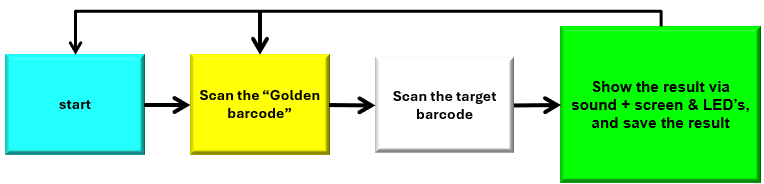 start
Scan the “Golden
barcode”
Scan the target
barcode
Show the result via
sound + screen & LED’s,
and save the result